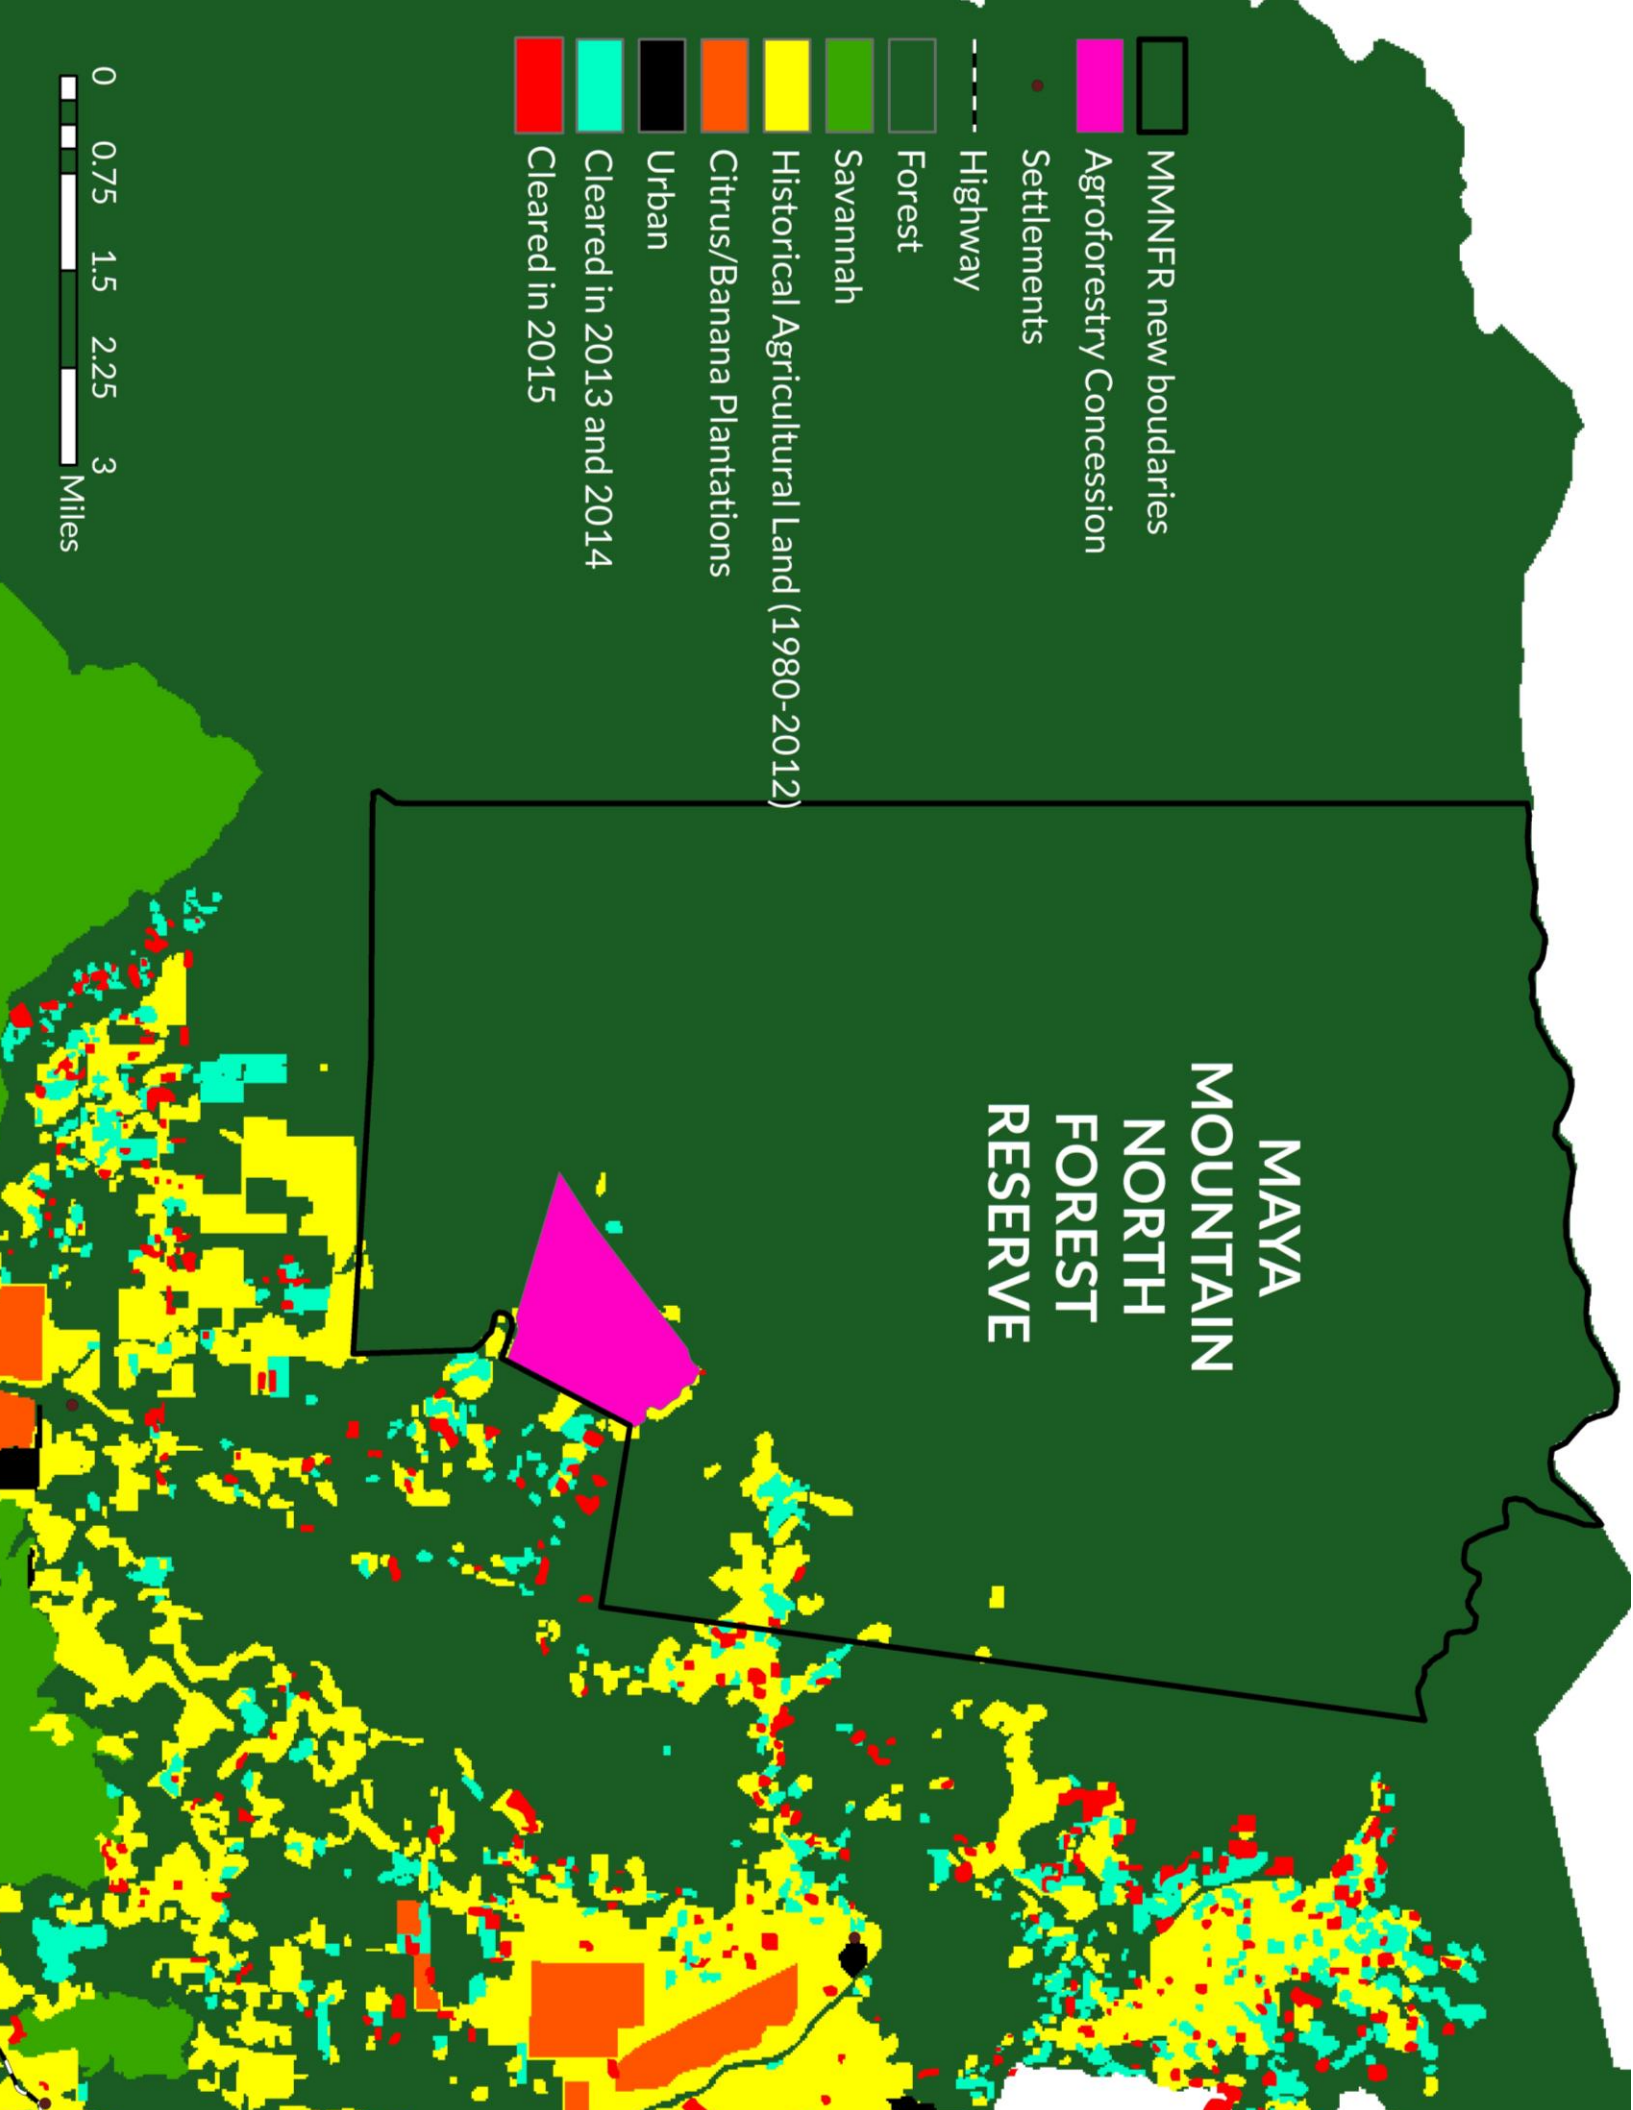 MMNFR new boudaries
Agroforestry Concession
Settlements
Highway
Forest
Savannah
Historical Agricultural Land (1980-2012)
Citrus/Banana Plantations
Urban
Cleared in 2013 and 2014
Cleared in 2015
0 0.75 1.5 2.25 3
Miles
MAYA
MOUNTAIN
NORTH
FOREST
RESERVE